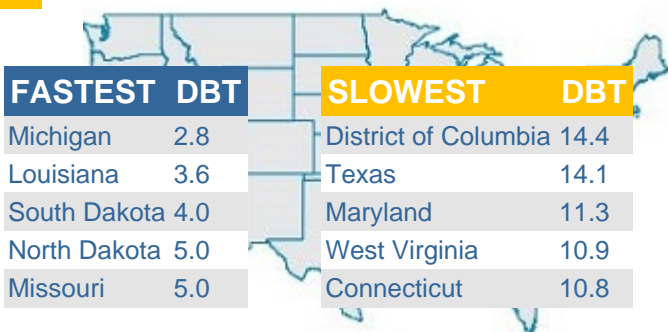 FASTEST DBT
Michigan 2.8
Louisiana 3.6
South Dakota 4.0
North Dakota 5.0
Missouri 5.0
SLOWEST DBT
District of Columbia 14.4
Texas 14.1
Maryland 11.3
West Virginia 10.9
Connecticut 10.8